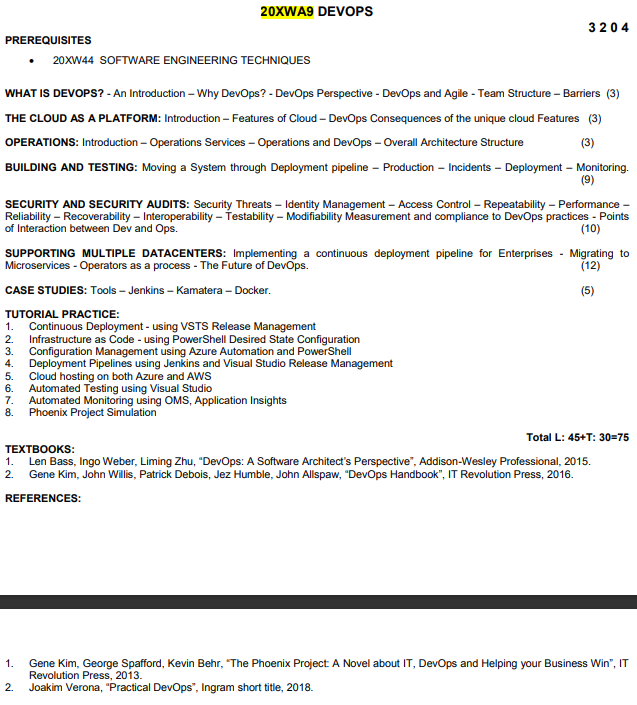 20XWA9 DEVOPS
3 2 0 4
PREREQUISITES
• 20XW44 SOFTWARE ENGINEERING TECHNIQUES
WHAT IS DEVOPS? - An Introduction – Why DevOps? - DevOps Perspective - DevOps and Agile - Team Structure – Barriers (3)
THE CLOUD AS A PLATFORM: Introduction – Features of Cloud – DevOps Consequences of the unique cloud Features (3)
OPERATIONS: Introduction – Operations Services – Operations and DevOps – Overall Architecture Structure (3)
BUILDING AND TESTING: Moving a System through Deployment pipeline – Production – Incidents – Deployment – Monitoring.
(9)
SECURITY AND SECURITY AUDITS: Security Threats – Identity Management – Access Control – Repeatability – Performance –
Reliability – Recoverability – Interoperability – Testability – Modifiability Measurement and compliance to DevOps practices - Points
of Interaction between Dev and Ops. (10)
SUPPORTING MULTIPLE DATACENTERS: Implementing a continuous deployment pipeline for Enterprises - Migrating to
Microservices - Operators as a process - The Future of DevOps. (12)
CASE STUDIES: Tools – Jenkins – Kamatera – Docker. (5)
TUTORIAL PRACTICE:
1. Continuous Deployment - using VSTS Release Management
2. Infrastructure as Code - using PowerShell Desired State Configuration
3. Configuration Management using Azure Automation and PowerShell
4. Deployment Pipelines using Jenkins and Visual Studio Release Management
5. Cloud hosting on both Azure and AWS
6. Automated Testing using Visual Studio
7. Automated Monitoring using OMS, Application Insights
8. Phoenix Project Simulation
Total L: 45+T: 30=75
TEXTBOOKS:
1. Len Bass, Ingo Weber, Liming Zhu, “DevOps: A Software Architect’s Perspective”, Addison-Wesley Professional, 2015.
2. Gene Kim, John Willis, Patrick Debois, Jez Humble, John Allspaw, “DevOps Handbook”, IT Revolution Press, 2016.
REFERENCES:
1. Gene Kim, George Spafford, Kevin Behr, “The Phoenix Project: A Novel about IT, DevOps and Helping your Business Win”, IT
Revolution Press, 2013.
2. Joakim Verona, “Practical DevOps”, Ingram short title, 2018.